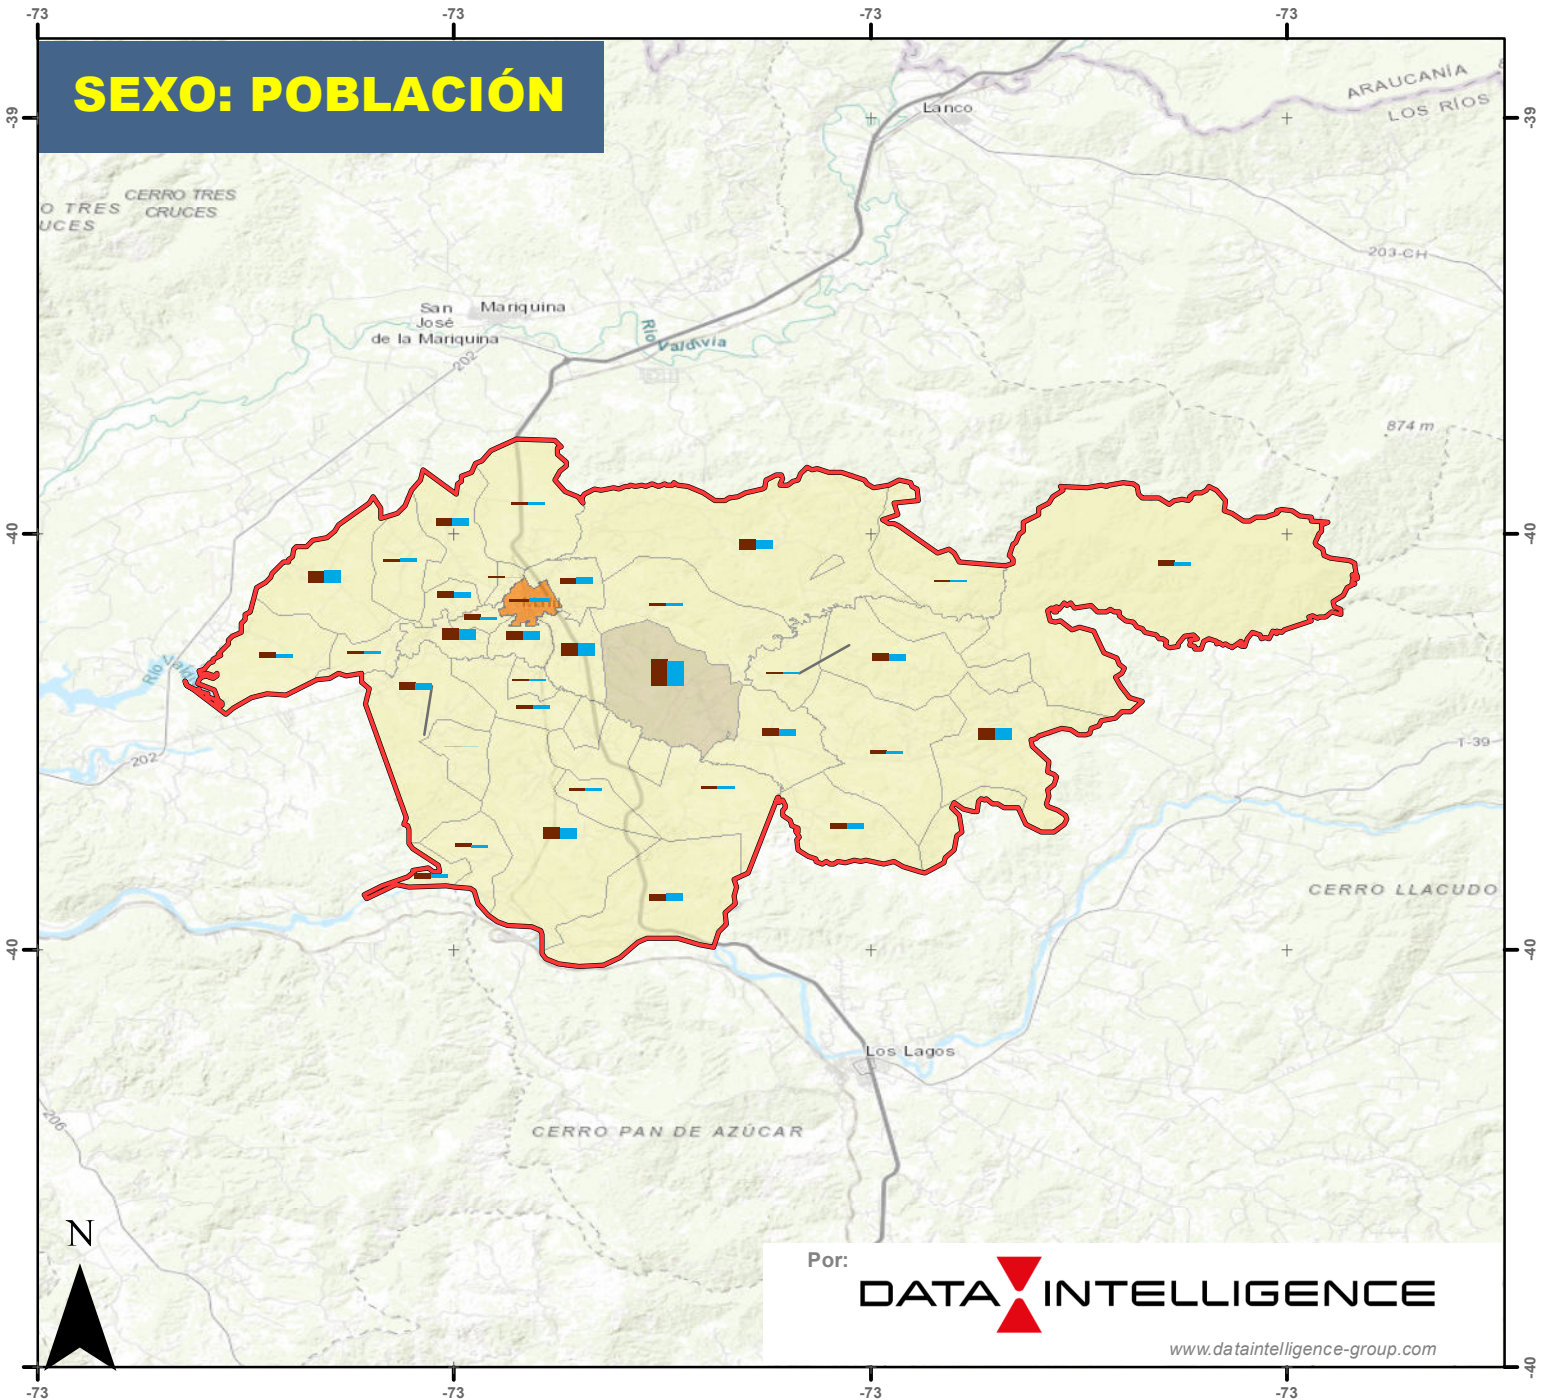 -73
-73
-73
-73
SEXO: POBLACIÓN
ARAUCANÍA
LOS RÍOS
Lanco
-39
-39
CERRO TRES
CRUCES
O TRES
UCES
203-CH
San
José
de la Mariquina
Mariquina
Río Valdivia
202
874 m
-40
-40
Río Valdi
202
T-39
CERRO LLACUDO
-40
-40
Los Lagos
206
CERRO PAN DE AZÚCAR
N
Por:
DATA INTELLIGENCE
www.dataintelligence-group.com
-40
-73
-73
-73
-73